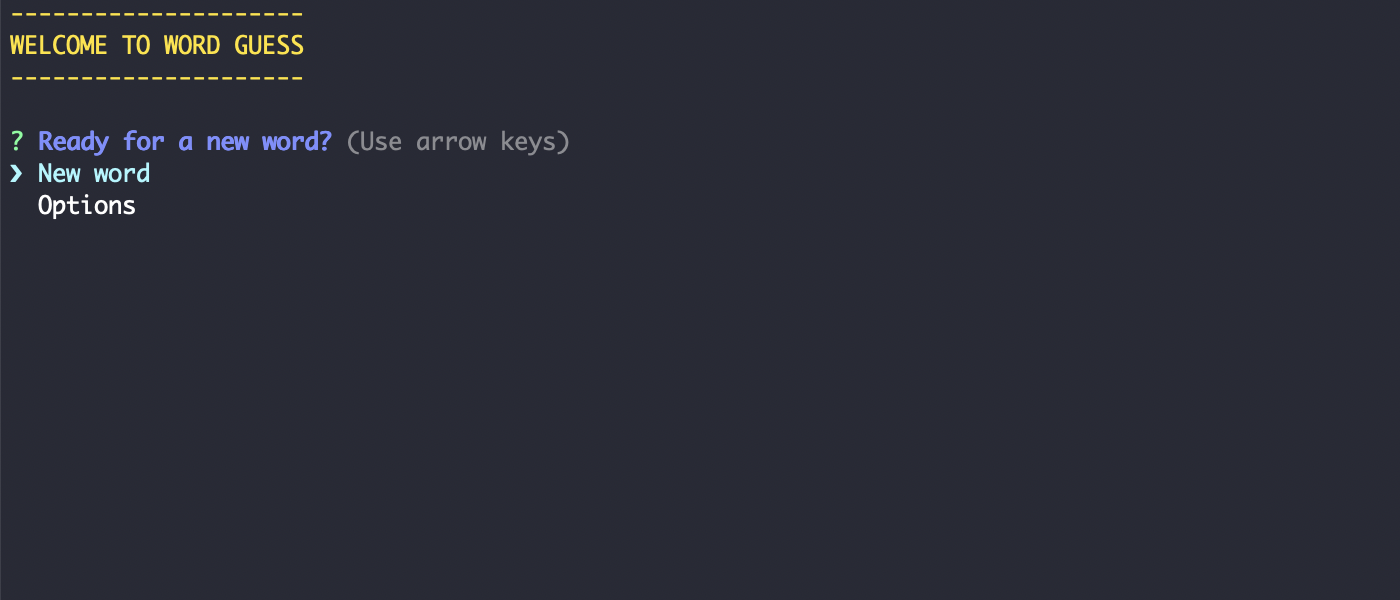 ---------------------
WELCOME TO WORD GUESS
---------------------
? Ready for a new word? (Use arrow keys)
❯ New word
Options